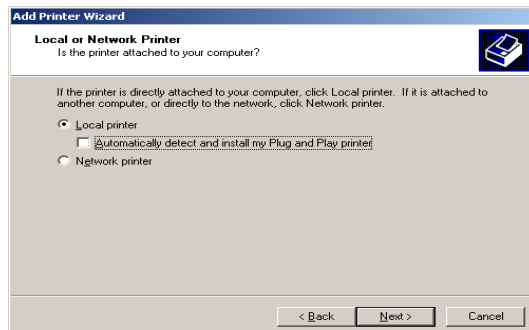 Add Printer Wizard
Local or Network Printer
Is the printer attached to your computer?
If the printer is directly attached to your computer, click Local printer. If it is attached to
another computer, or directly to the network, click Network printer.
Local printer
Automatically detect and install my Plug and Play printer
Network printer
< Back
Next >
Cancel